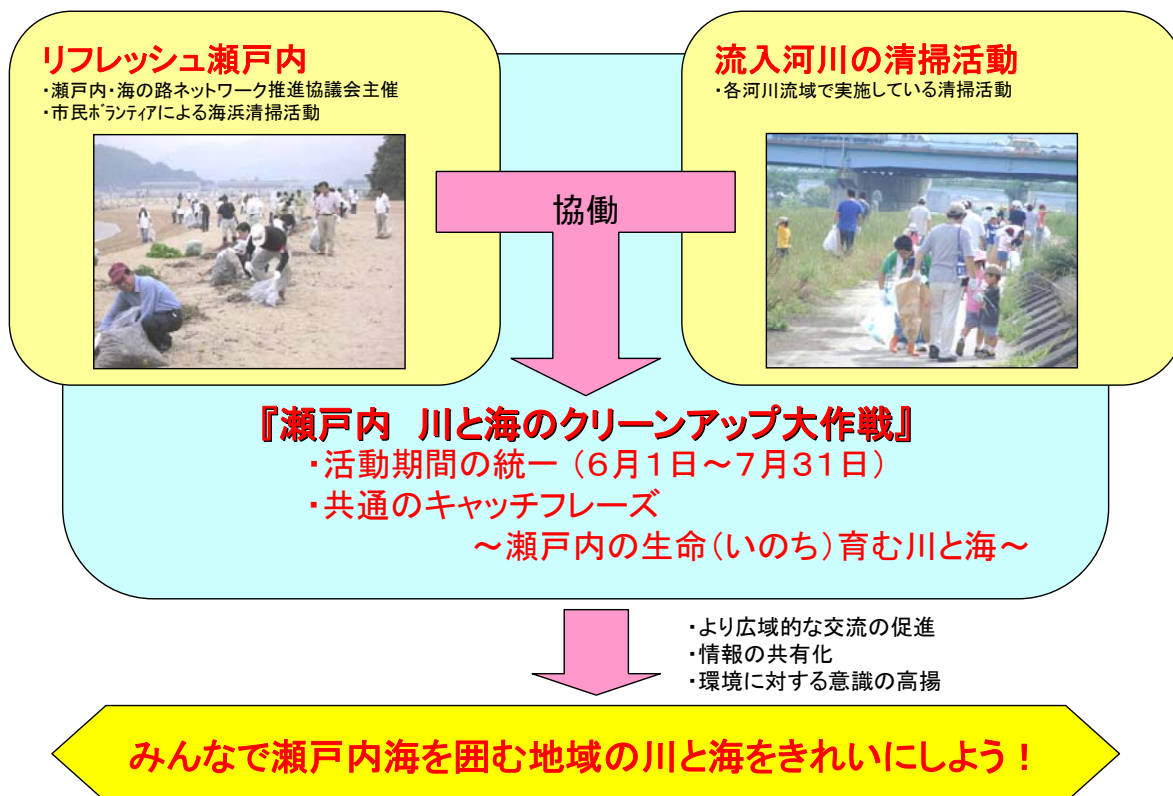 リフレッシュ瀬戸内
・瀬戸内・海の路ネットワーク推進協議会主催
・市民ボランティアによる海浜清掃活動
流入河川の清掃活動
・各河川流域で実施している清掃活動
協働
『瀬戸内　川と海のクリーンアップ大作戦』
・活動期間の統一（６月１日～７月３１日）
・共通のキャッチフレーズ
～瀬戸内の生命（いのち）育む川と海～
・より広域的な交流の促進
・情報の共有化
・環境に対する意識の高揚
みんなで瀬戸内海を囲む地域の川と海をきれいにしよう！